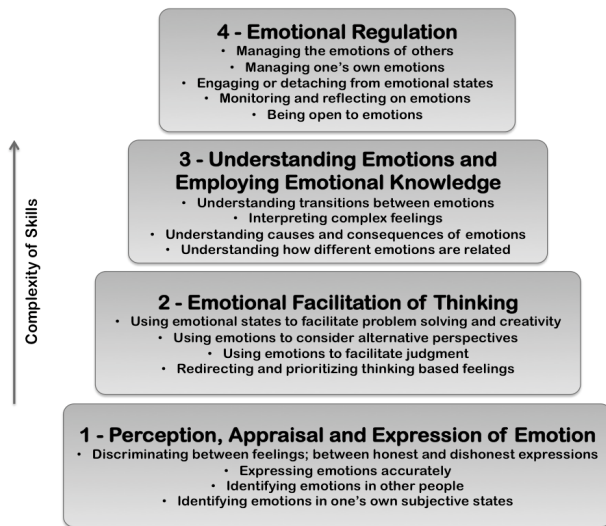 4 - Emotional Regulation
• Managing the emotions of others
• Managing one's own emotions
• Engaging or detaching from emotional states
• Monitoring and reflecting on emotions
• Being open to emotions
3 - Understanding Emotions and
Employing Emotional Knowledge
• Understanding transitions between emotions
• Interpreting complex feelings
• Understanding causes and consequences of emotions
• Understanding how different emotions are related
2 - Emotional Facilitation of Thinking
• Using emotional states to facilitate problem solving and creativity
• Using emotions to consider alternative perspectives
• Using emotions to facilitate judgment
• Redirecting and prioritizing thinking based feelings
1 - Perception, Appraisal and Expression of Emotion
• Discriminating between feelings; between honest and dishonest expressions
• Expressing emotions accurately
• Identifying emotions in other people
• Identifying emotions in one's own subjective states
Complexity of Skills